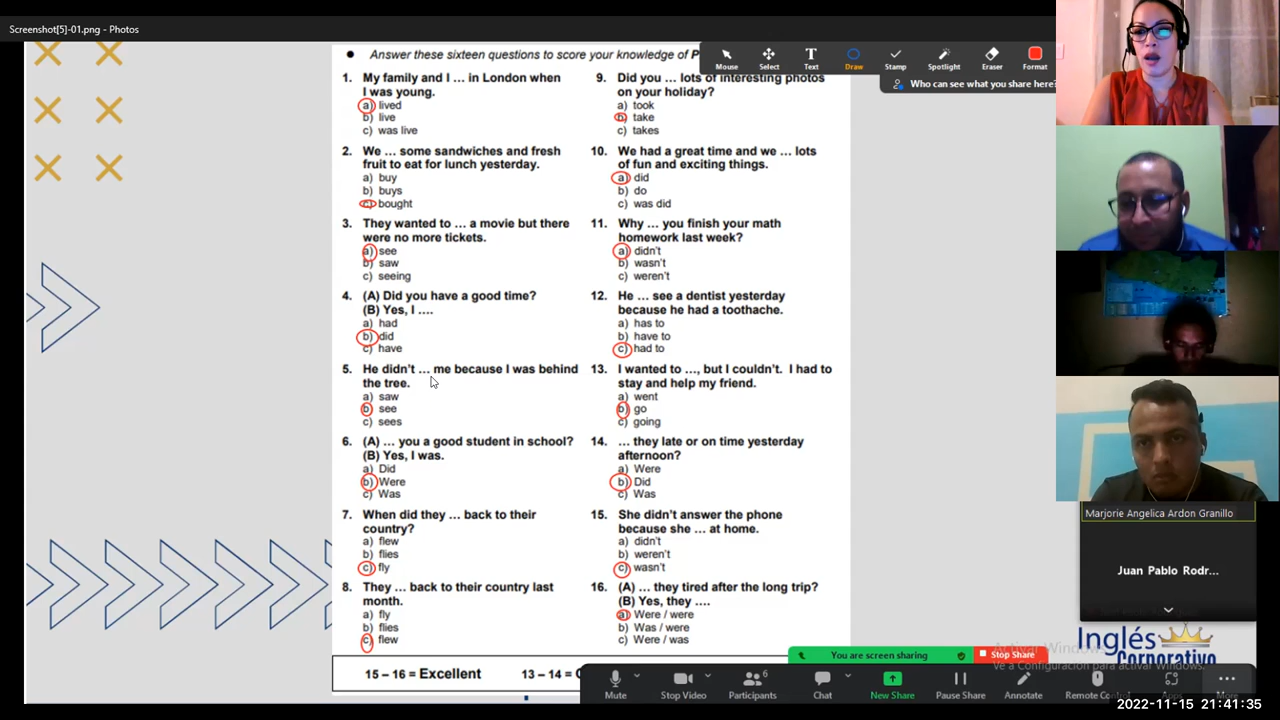 Screenshot[5]-01.png - Photos
● Answer these sixteen questions to score your knowledge of P
Mouse Select Text Draw Stamp Spotlight Eraser Format
Who can see what you share here?
1. My family and I … in London when
I was young.
a) lived
b) live
c) was live
2. We … some sandwiches and fresh
fruit to eat for lunch yesterday.
a) buy
b) buys
c) bought
3. They wanted to … a movie but there
were no more tickets.
a) see
b) saw
c) seeing
4. (A) Did you have a good time?
(B) Yes, I ….
a) had
b) did
c) have
5. He didn't … me because I was behind
the tree.
a) saw
b) see
c) sees
6. (A) … you a good student in school?
(B) Yes, I was.
a) Did
b) Were
c) Was
7. When did they … back to their
country?
a) flew
b) flies
c) fly
8. They … back to their country last
month.
a) fly
b) flies
c) flew
9. Did you … lots of interesting photos
on your holiday?
a) took
b) take
c) takes
10. We had a great time and we … lots
of fun and exciting things.
a) did
b) do
c) was did
11. Why … you finish your math
homework last week?
a) didn't
b) wasn't
c) weren't
12. He … see a dentist yesterday
because he had a toothache.
a) has to
b) have to
c) had to
13. I wanted to …, but I couldn't. I had to
stay and help my friend.
a) went
b) go
c) going
14. … they late or on time yesterday
afternoon?
a) Were
b) Did
c) Was
15. She didn't answer the phone
because she … at home.
a) didn't
b) weren't
c) wasn't
16. (A) … they tired after the long trip?
(B) Yes, they ….
a) Were / were
b) Was / were
c) Were / was
15 – 16 = Excellent 13 – 14 =
Marjorie Angelica Ardon Granillo
Juan Pablo Rodr...
Inglés
Corporativo
Activar Windows
Ve a Configuración para activar Windows.
You are screen sharing Stop Share
Mute Stop Video Participants 6 Chat New Share Pause Share Annotate Remote Control Apps More
2022-11-15 21:41:35